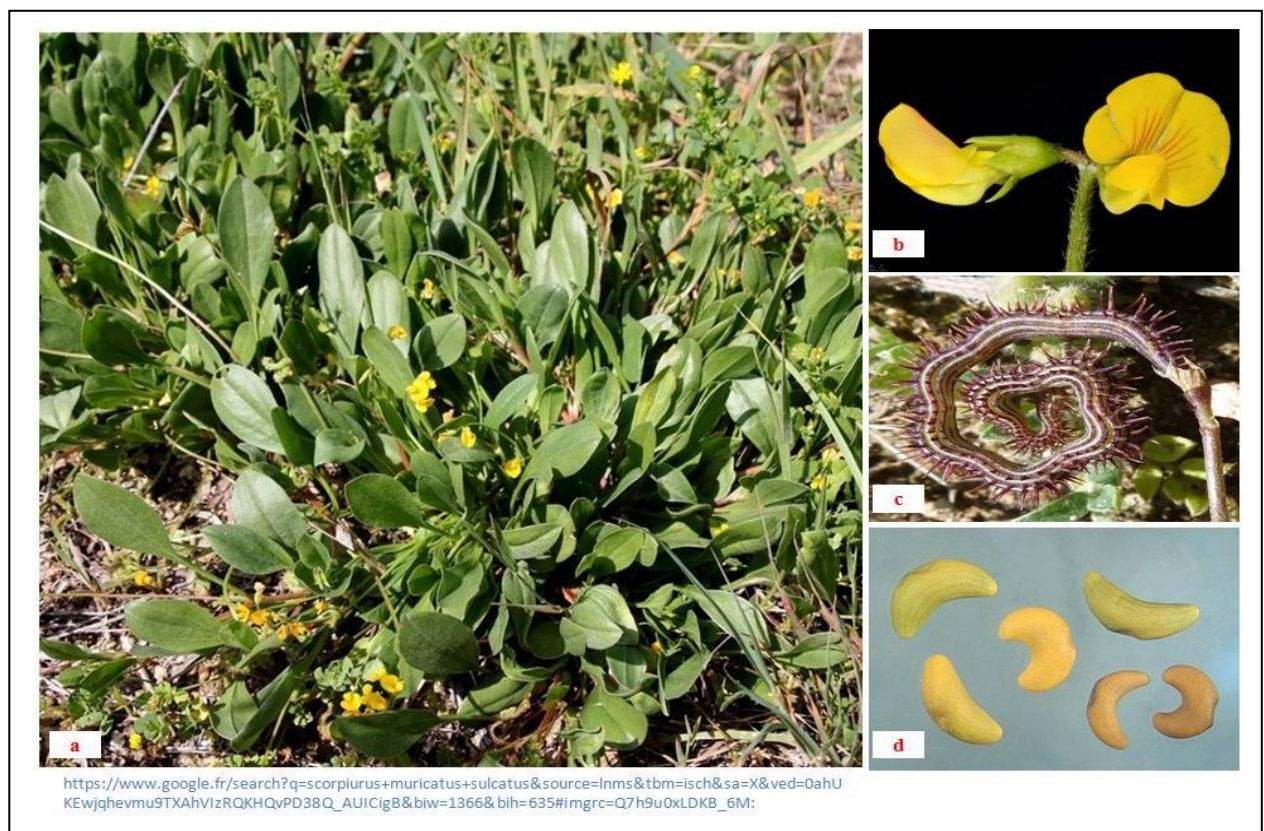 b
c
a
d
https://www.google.fr/search?q=scorpiurus+muricatus+sulcatus&source=lnms&tbm=isch&sa=X&ved=0ahU
KEwjqhevmu9TXAhVIzRQKHQvPD38Q_AUICigB&biw=1366&bih=635#imgrc=Q7h9u0xLDKB_6M: